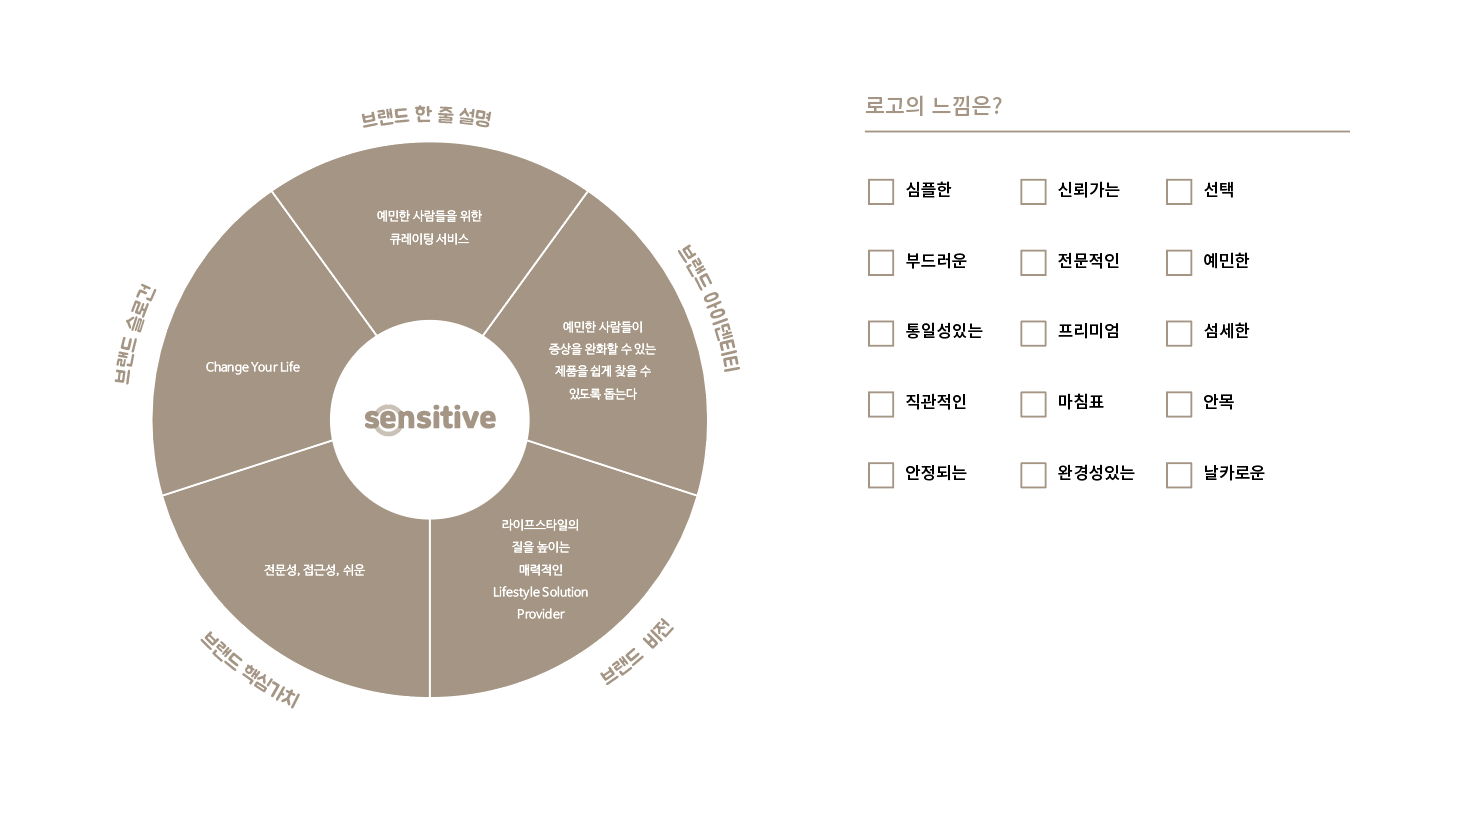 브랜드 한 줄 설명
예민한 사람들을 위한
큐레이팅 서비스
브랜드 아이덴티티
예민한 사람들이
증상을 완화할 수 있는
제품을 쉽게 찾을 수
있도록 돕는다
브랜드 비전
라이프스타일의
질을 높이는
매력적인
Lifestyle Solution
Provider
브랜드 핵심가치
전문성, 접근성, 쉬운
브랜드 슬로건
Change Your Life
sensitive
로고의 느낌은?
심플한 신뢰가는 선택
부드러운 전문적인 예민한
통일성있는 프리미엄 섬세한
직관적인 마침표 안목
안정되는 완경성있는 날카로운